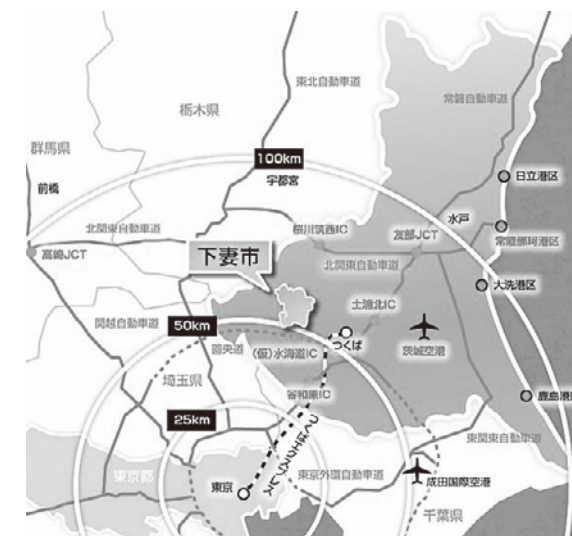 東北自動車道
常磐自動車道
栃木県
群馬県
100km
前橋
宇都宮
日立港区
水戸
北関東自動車道
桜川筑西IC
友部JCT
常陸那珂港区
高崎JCT
下妻市
北関東自動車道
大洗港区
土浦北IC
関越自動車道
50km
つくば
圏央道
(仮)水海道IC
茨城空港
埼玉県
谷和原IC
鹿島港
25km
つくばエクスプレス
東関東自動車道
東京都
東京
東京外環自動車道
成田国際空港
千葉県